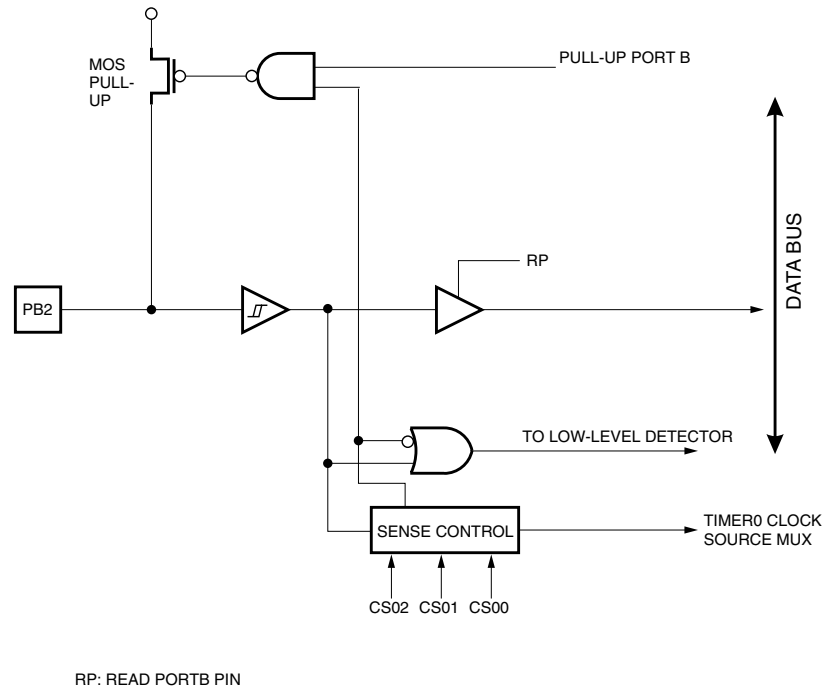 MOS
PULL-
UP
PULL-UP PORT B
DATA BUS
RP
PB2
TO LOW-LEVEL DETECTOR
SENSE CONTROL
TIMER0 CLOCK
SOURCE MUX
CS02 CS01 CS00
RP: READ PORTB PIN